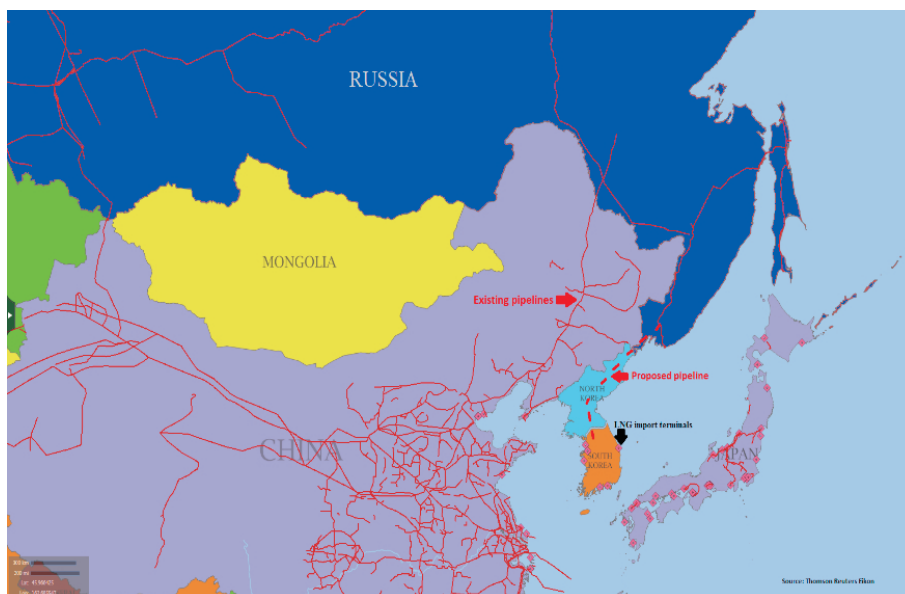 RUSSIA
MONGOLIA
Existing pipelines
Proposed pipeline
NORTH
KOREA
LNG import terminals
CHINA
SOUTH
KOREA
JAPAN
Source: Thomson Reuters Eikon